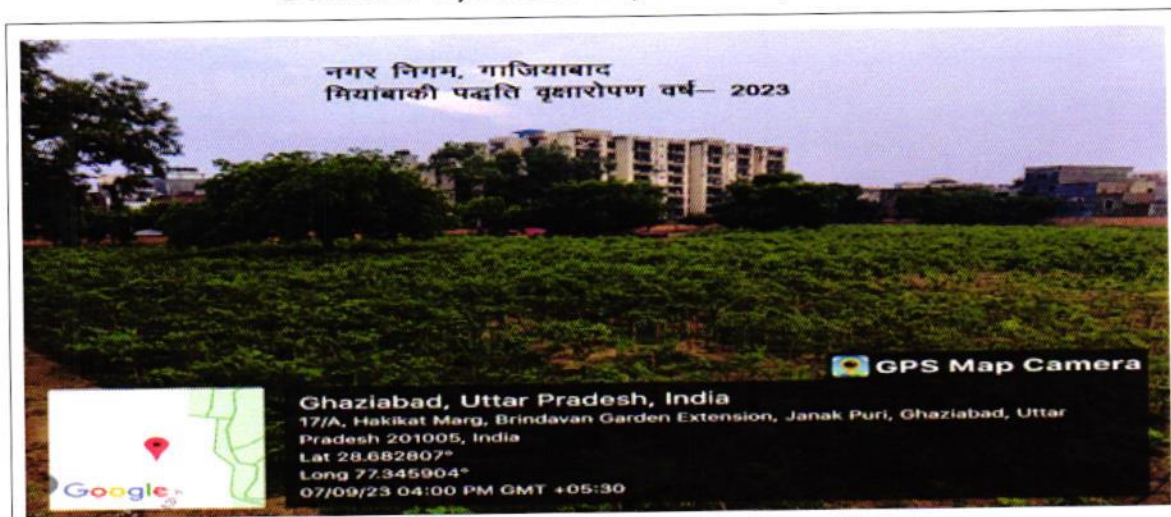 नगर निगम, गाजियाबाद
मियांबाकी पद्धति वृक्षारोपण वर्ष– 2023
GPS Map Camera
Ghaziabad, Uttar Pradesh, India
17/A, Hakikat Marg, Brindavan Garden Extension, Janak Puri, Ghaziabad, Uttar
Pradesh 201005, India
Lat 28.682807°
Long 77.345904°
07/09/23 04:00 PM GMT +05:30
Google